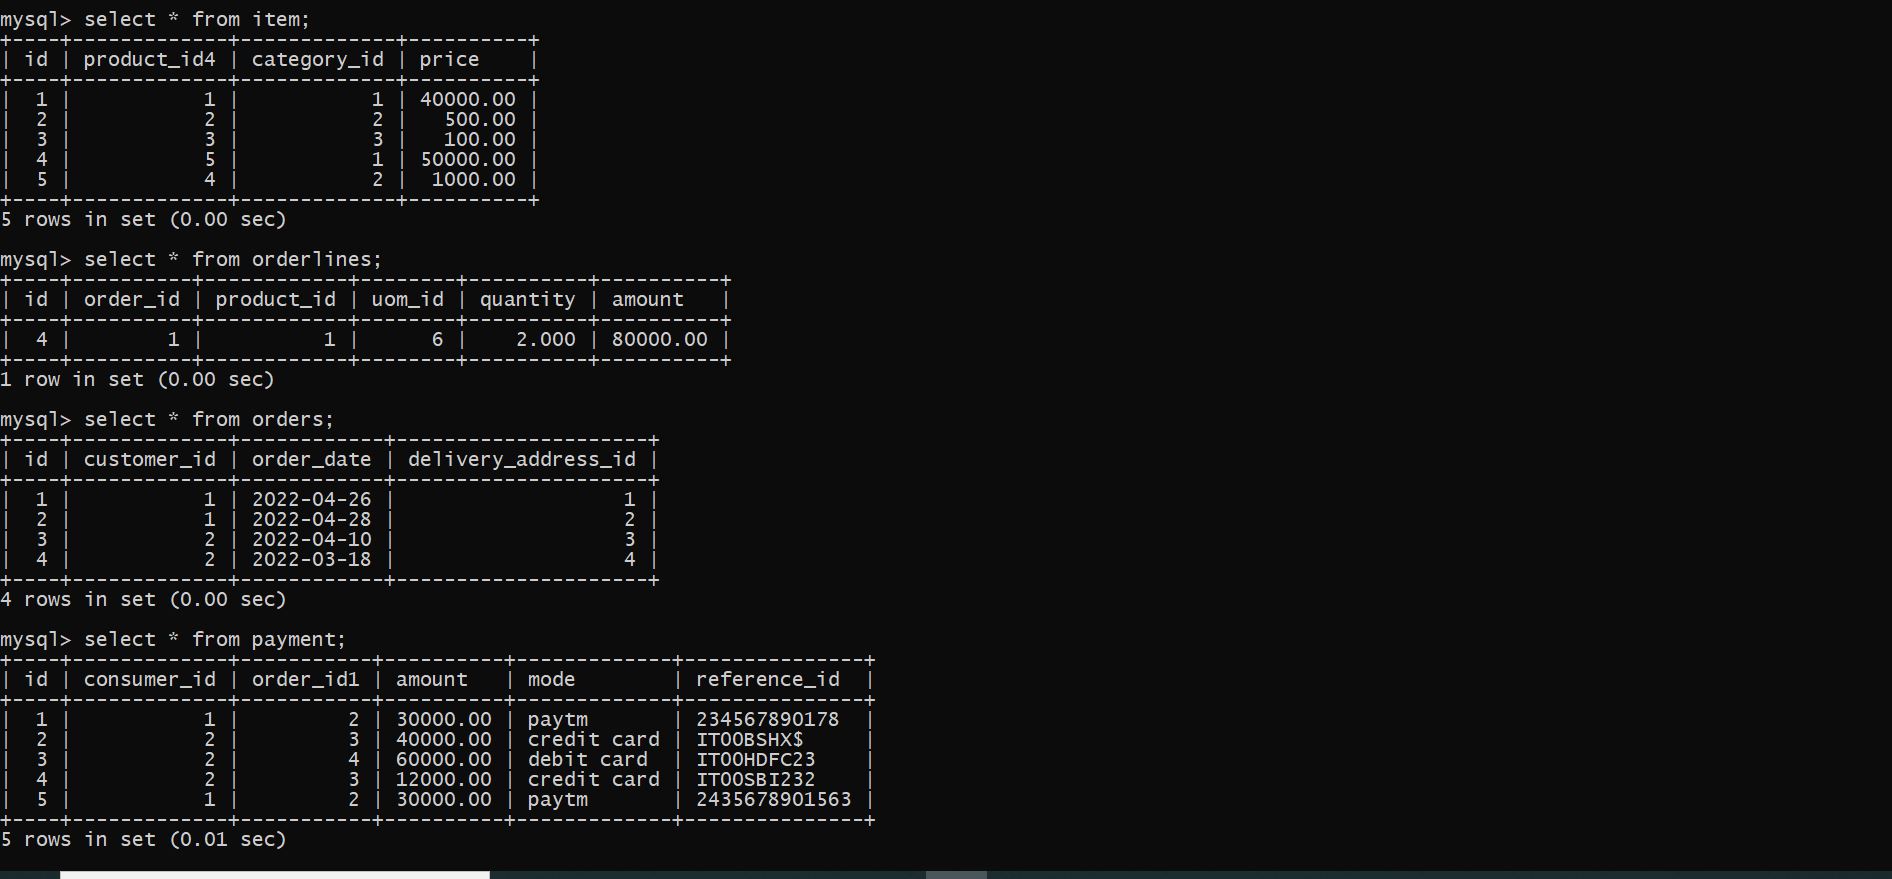 mysql> select * from item;
+----+-------------+-------------+----------+
| id | product_id4 | category_id | price    |
+----+-------------+-------------+----------+
|  1 |           1 |           1 | 40000.00 |
|  2 |           2 |           2 |   500.00 |
|  3 |           3 |           3 |   100.00 |
|  4 |           5 |           1 | 50000.00 |
|  5 |           4 |           2 |  1000.00 |
+----+-------------+-------------+----------+
5 rows in set (0.00 sec)
mysql> select * from orderlines;
+----+----------+------------+--------+----------+----------+
| id | order_id | product_id | uom_id | quantity | amount   |
+----+----------+------------+--------+----------+----------+
|  4 |        1 |          1 |      6 |    2.000 | 80000.00 |
+----+----------+------------+--------+----------+----------+
1 row in set (0.00 sec)
mysql> select * from orders;
+----+-------------+------------+---------------------+
| id | customer_id | order_date | delivery_address_id |
+----+-------------+------------+---------------------+
|  1 |           1 | 2022-04-26 |                   1 |
|  2 |           1 | 2022-04-28 |                   2 |
|  3 |           2 | 2022-04-10 |                   3 |
|  4 |           2 | 2022-03-18 |                   4 |
+----+-------------+------------+---------------------+
4 rows in set (0.00 sec)
mysql> select * from payment;
+----+-------------+-----------+----------+-------------+---------------+
| id | consumer_id | order_id1 | amount   | mode        | reference_id  |
+----+-------------+-----------+----------+-------------+---------------+
|  1 |           1 |         2 | 30000.00 | paytm       | 234567890178  |
|  2 |           2 |         3 | 40000.00 | credit card | IT00BSHX$     |
|  3 |           2 |         4 | 60000.00 | debit card  | IT00HDFC23    |
|  4 |           2 |         3 | 12000.00 | credit card | IT00SBI232    |
|  5 |           1 |         2 | 30000.00 | paytm       | 2435678901563 |
+----+-------------+-----------+----------+-------------+---------------+
5 rows in set (0.01 sec)